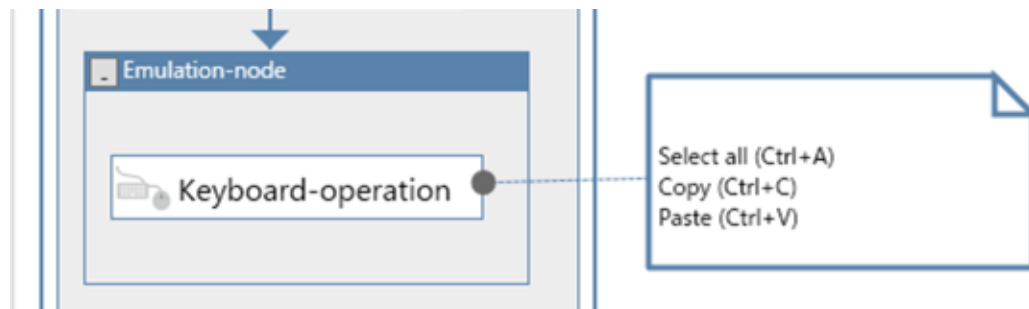 Emulation-node
Keyboard-operation
Select all (Ctrl+A)
Copy (Ctrl+C)
Paste (Ctrl+V)